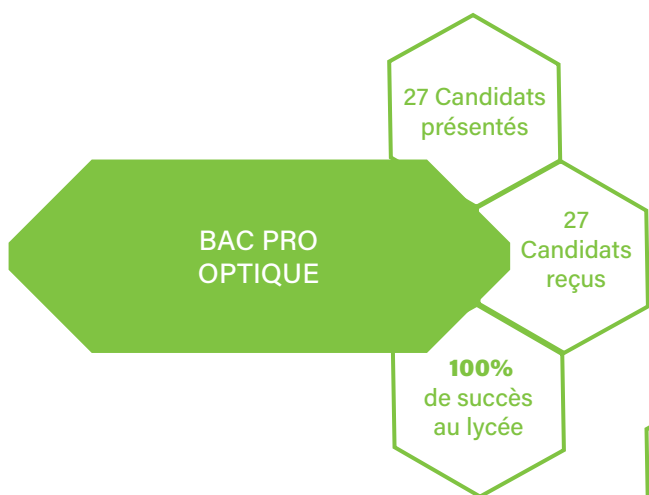 27 Candidats
présentés
BAC PRO
OPTIQUE
27
Candidats
reçus
100%
de succès
au lycée